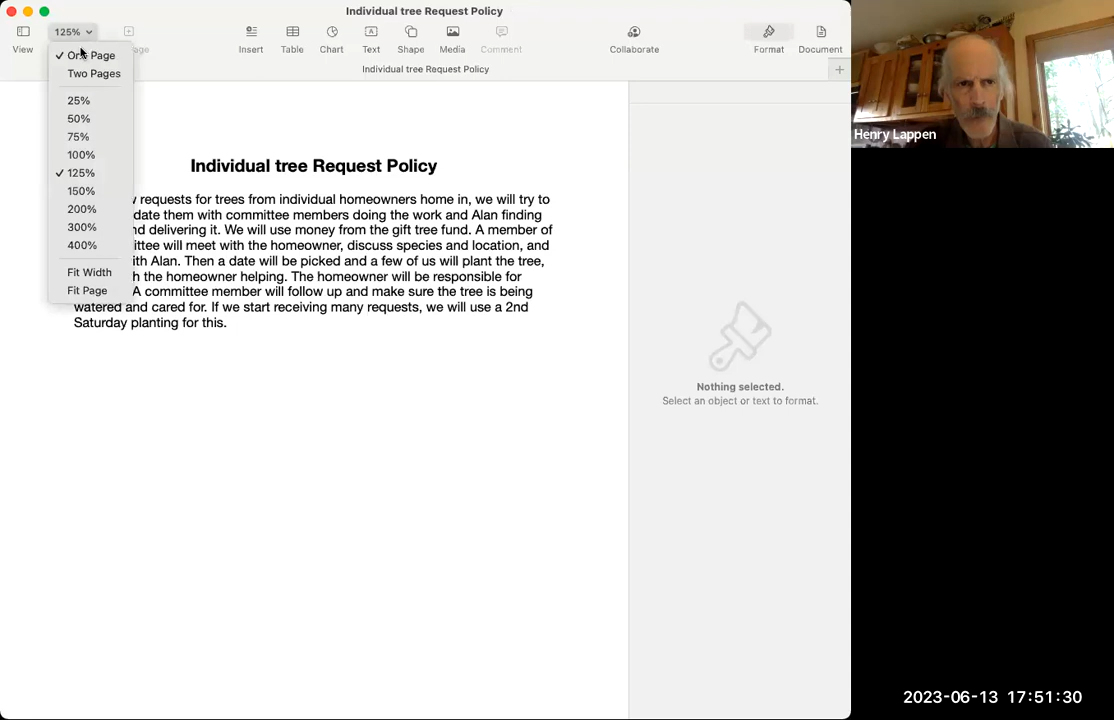 Individual tree Request Policy
125%
View
Insert
Table
Chart
Text
Shape
Media
Comment
Collaborate
Format
Document
Individual tree Request Policy
One Page
Two Pages
25%
50%
75%
100%
125%
150%
200%
300%
400%
Fit Width
Fit Page
Individual tree Request Policy
requests for trees from individual homeowners home in, we will try to
date them with committee members doing the work and Alan finding
nd delivering it. We will use money from the gift tree fund. A member of
ittee will meet with the homeowner, discuss species and location, and
ith Alan. Then a date will be picked and a few of us will plant the tree,
h the homeowner helping. The homeowner will be responsible for
A committee member will follow up and make sure the tree is being
watered and cared for. If we start receiving many requests, we will use a 2nd
Saturday planting for this.
Nothing selected.
Select an object or text to format.
Henry Lappen
2023-06-13 17:51:30